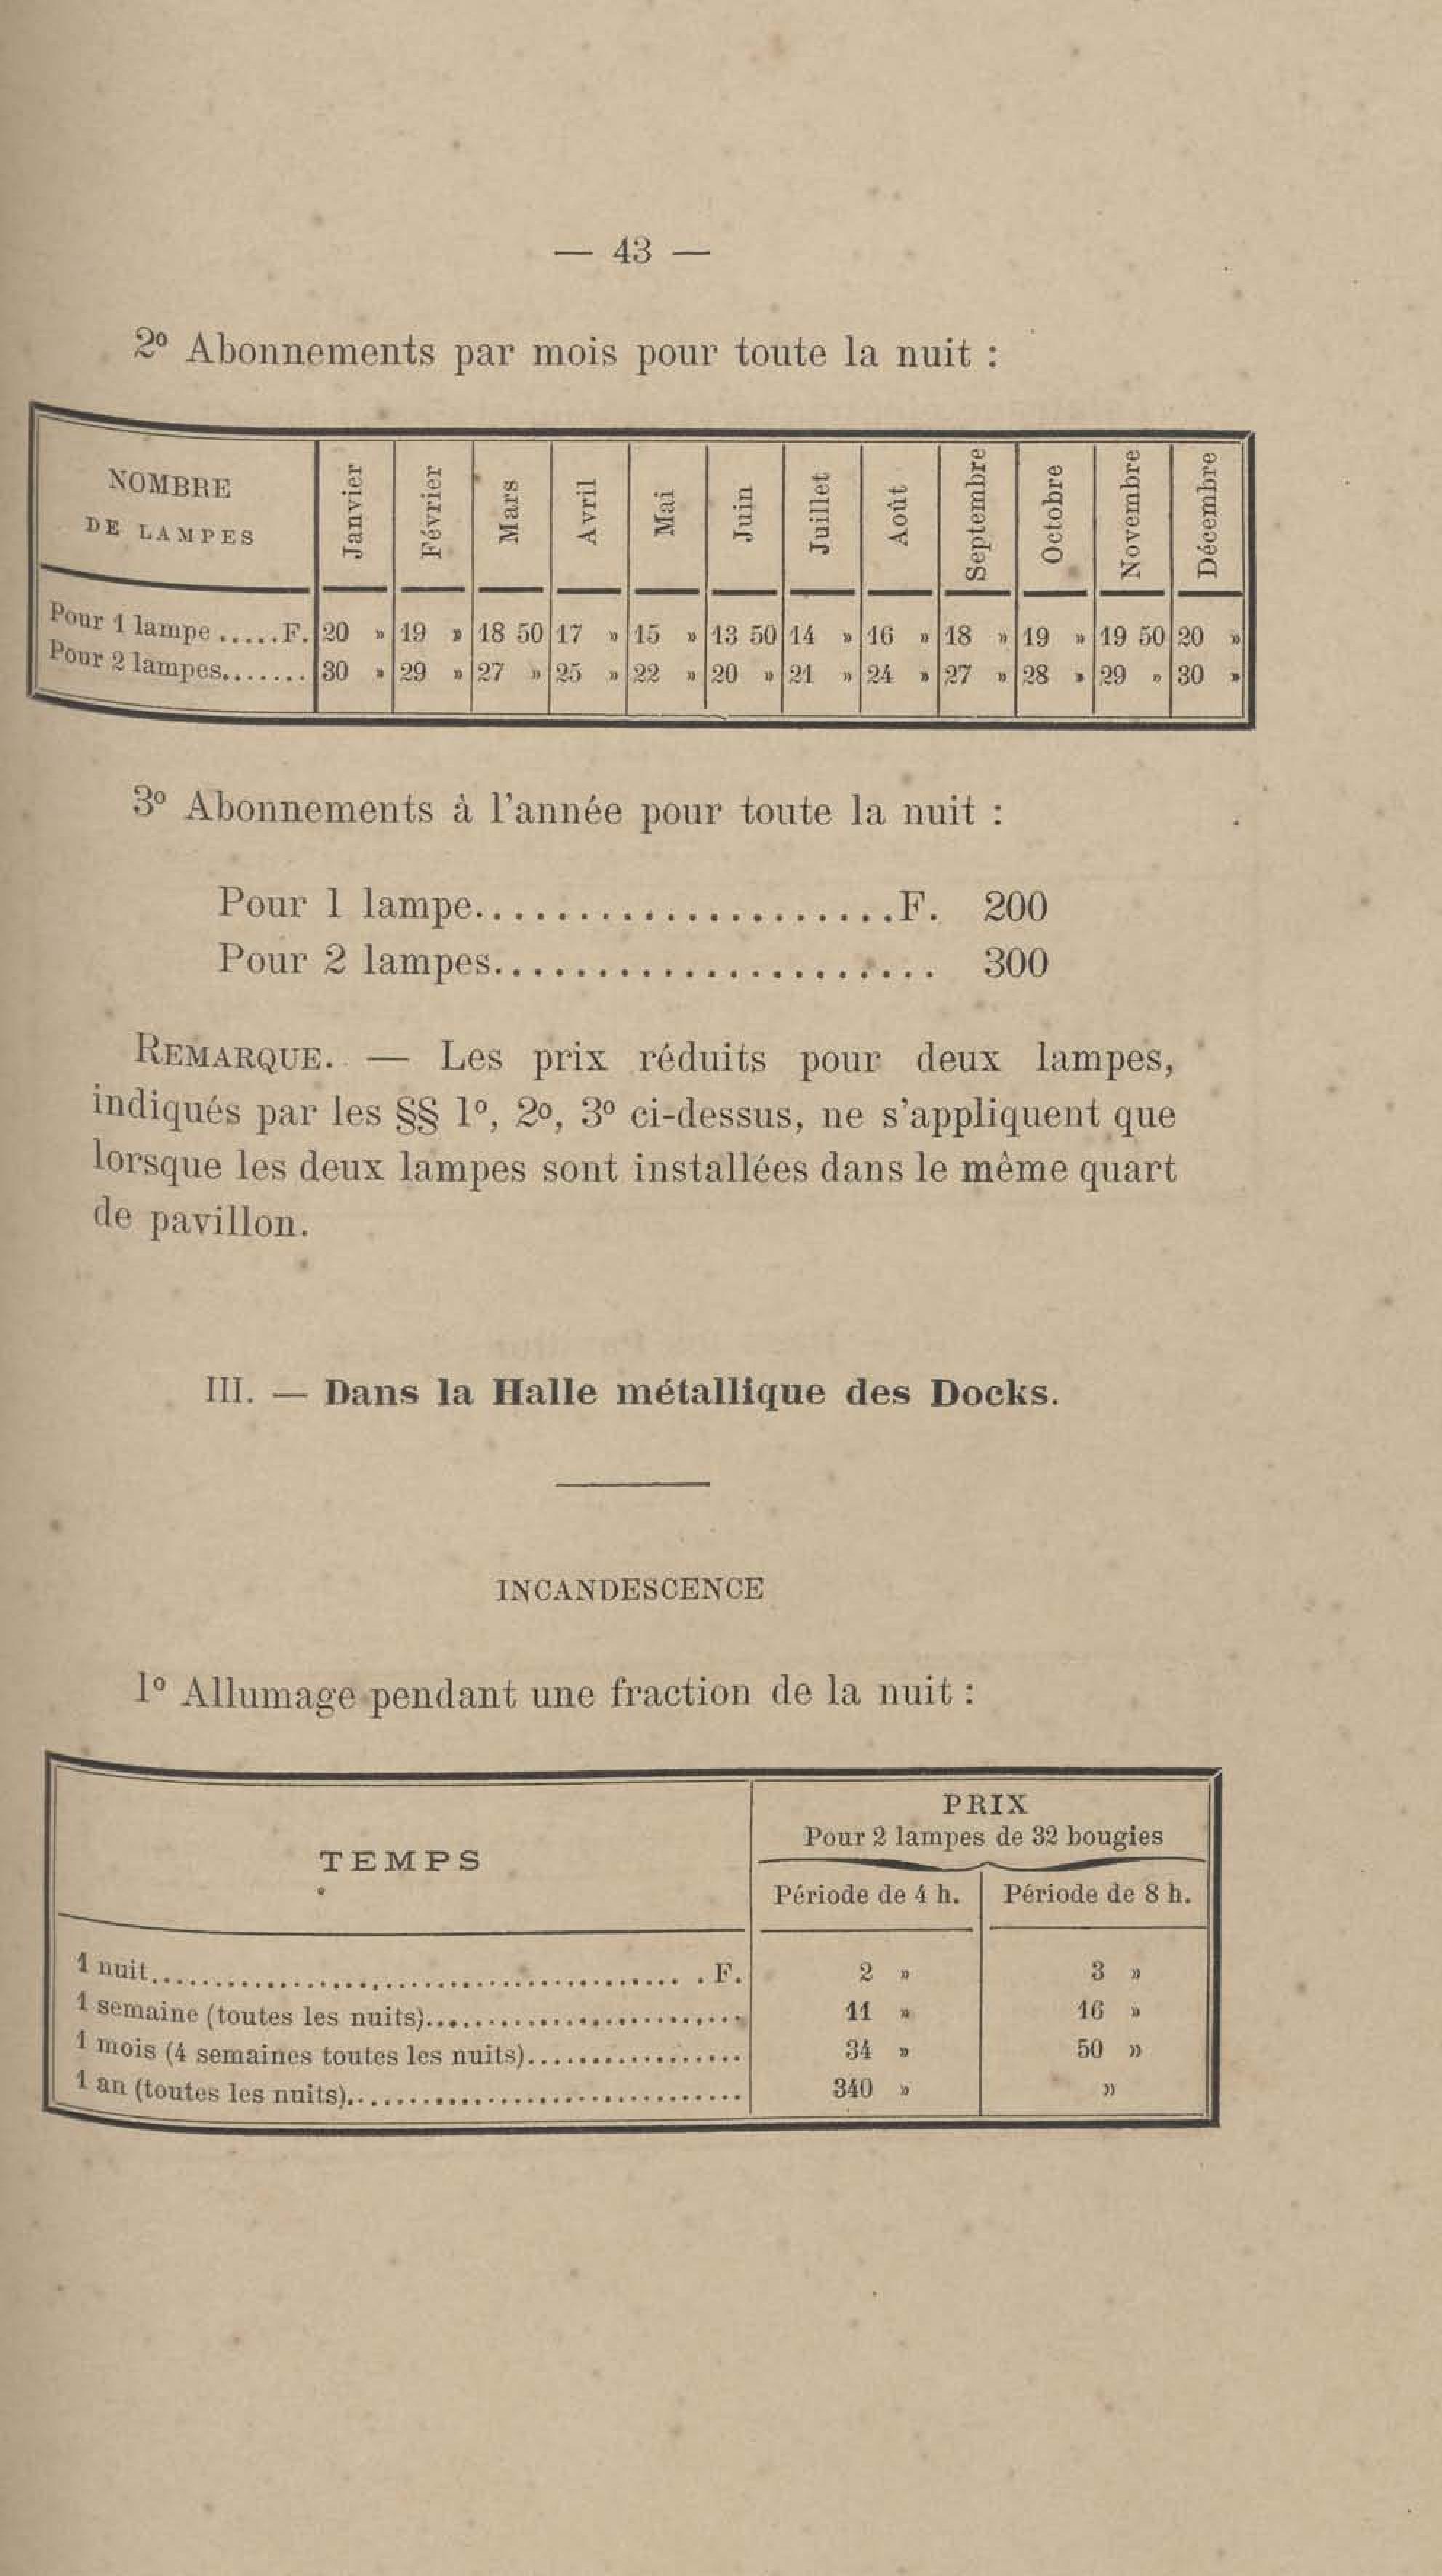 — 43 —
2º Abonnements par mois pour toute la nuit :
NOMBRE
DE LAMPES
Janvier Février Mars Avril Mai Juin Juillet Août Septembre Octobre Novembre Décembre
Pour 1 lampe .....F. 20 » 19 » 18 50 17 » 15 » 13 50 14 » 16 » 18 » 19 » 19 50 20 »
Pour 2 lampes....... 30 » 29 » 27 » 25 » 22 » 20 » 21 » 24 » 27 » 28 » 29 » 30 »
3º Abonnements à l'année pour toute la nuit :
Pour 1 lampe....................F. 200
Pour 2 lampes..................... 300
REMARQUE. — Les prix réduits pour deux lampes,
indiqués par les §§ 1º, 2º, 3º ci-dessus, ne s'appliquent que
lorsque les deux lampes sont installées dans le même quart
de pavillon.
III. — Dans la Halle métallique des Docks.
INCANDESCENCE
1º Allumage pendant une fraction de la nuit :
TEMPS
PRIX
Pour 2 lampes de 32 bougies
Période de 4 h. Période de 8 h.
1 nuit..........................................F. 2 » 3 »
1 semaine (toutes les nuits)......................... 11 » 16 »
1 mois (4 semaines toutes les nuits)................. 34 » 50 »
1 an (toutes les nuits).............................. 340 » »